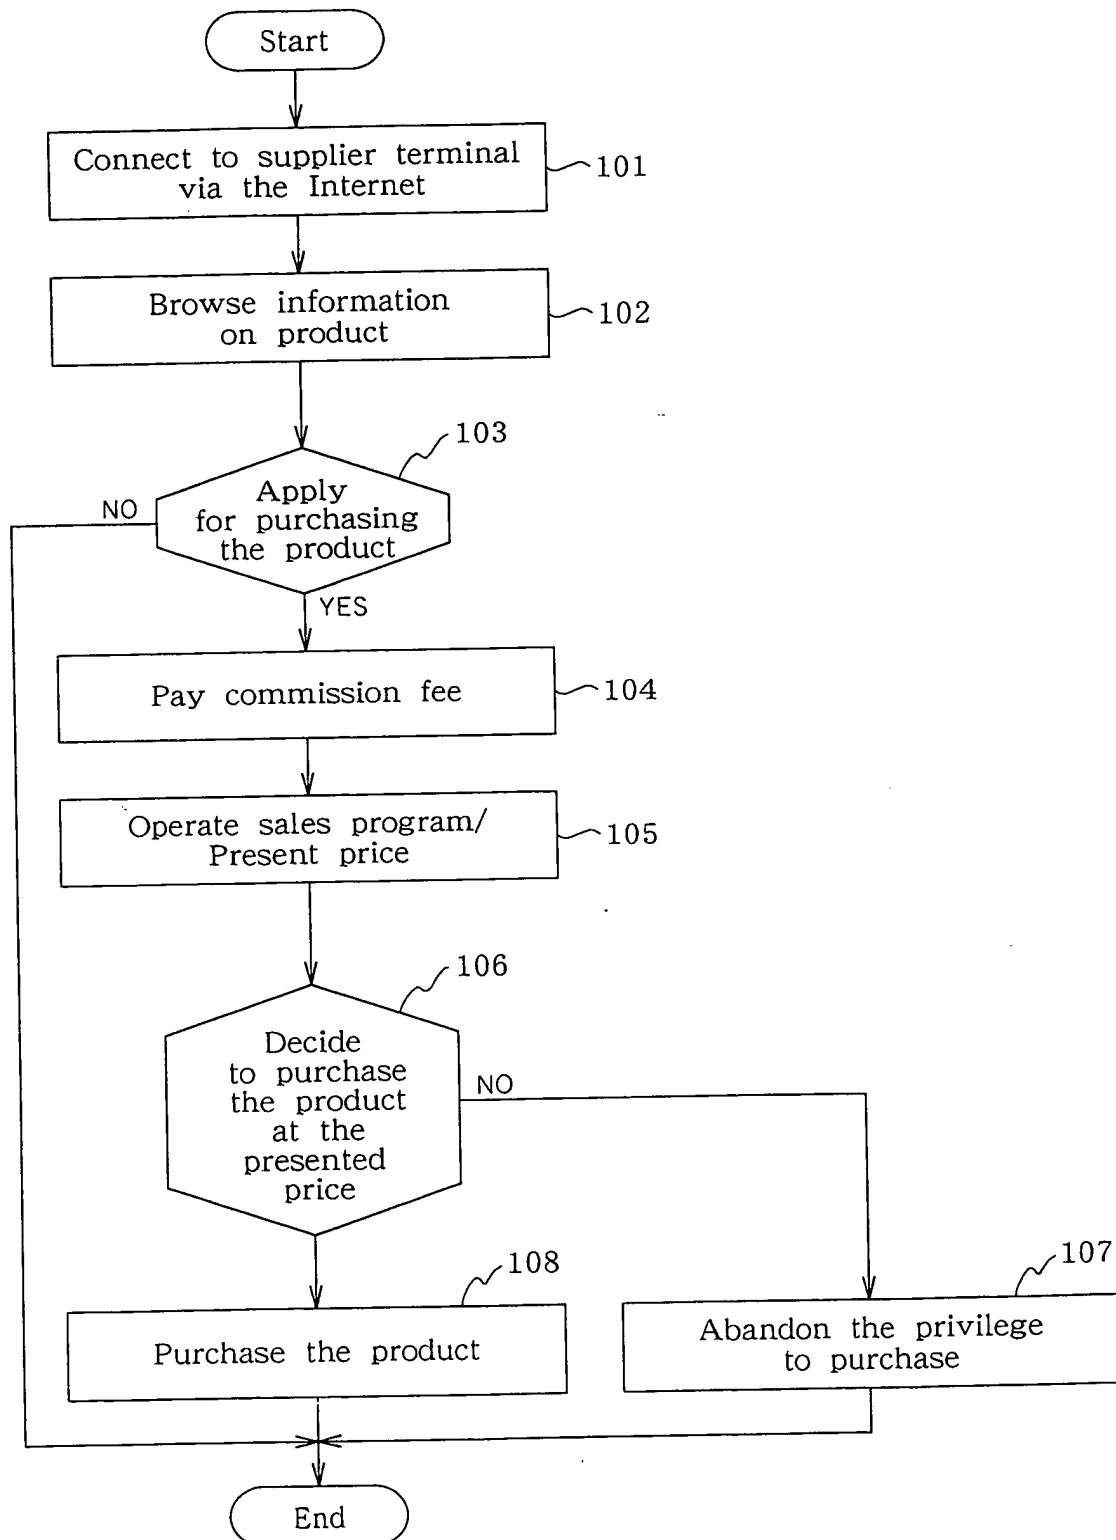 Start
Connect to supplier terminal
via the Internet
101
Browse information
on product
102
103
Apply
for purchasing
the product
NO
YES
Pay commission fee
104
Operate sales program/
Present price
105
106
Decide
to purchase
the product
at the
presented
price
NO
108
Purchase the product
107
Abandon the privilege
to purchase
End